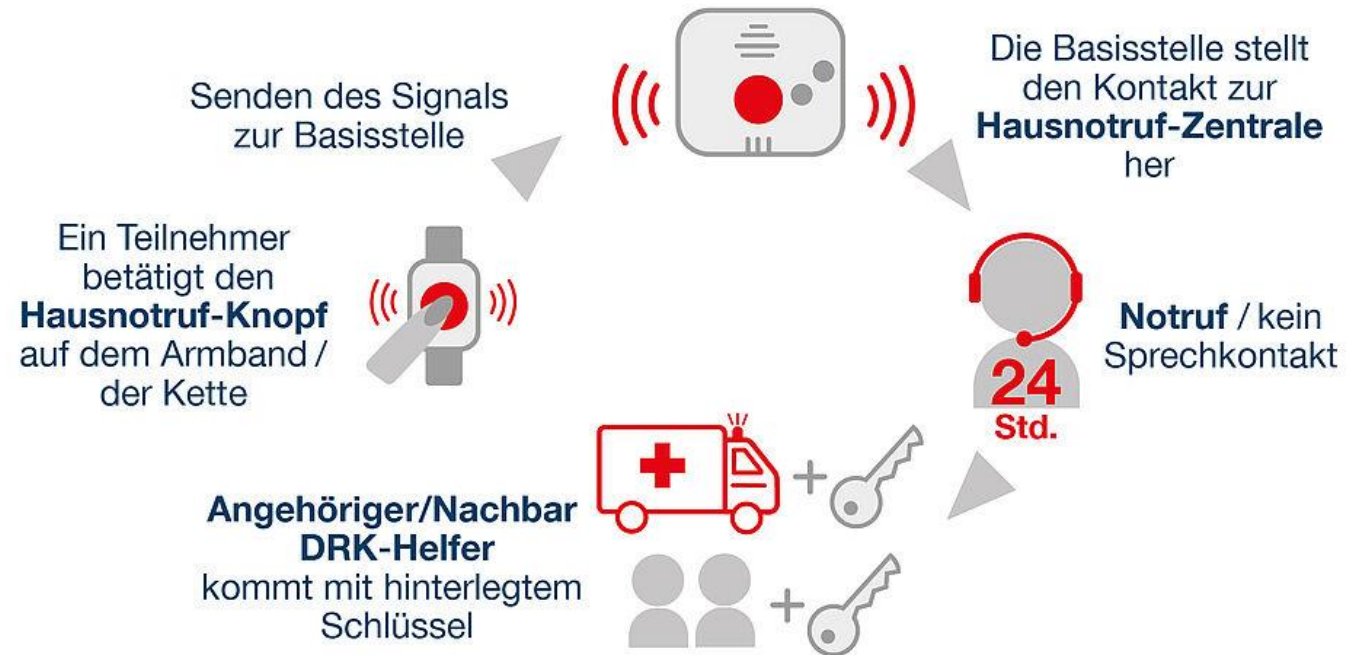 Senden des Signals
zur Basisstelle
Die Basisstelle stellt
den Kontakt zur
Hausnotruf-Zentrale
her
Ein Teilnehmer
betätigt den
Hausnotruf-Knopf
auf dem Armband /
der Kette
Notruf / kein
Sprechkontakt
24
Std.
Angehöriger/Nachbar
DRK-Helfer
kommt mit hinterlegtem
Schlüssel